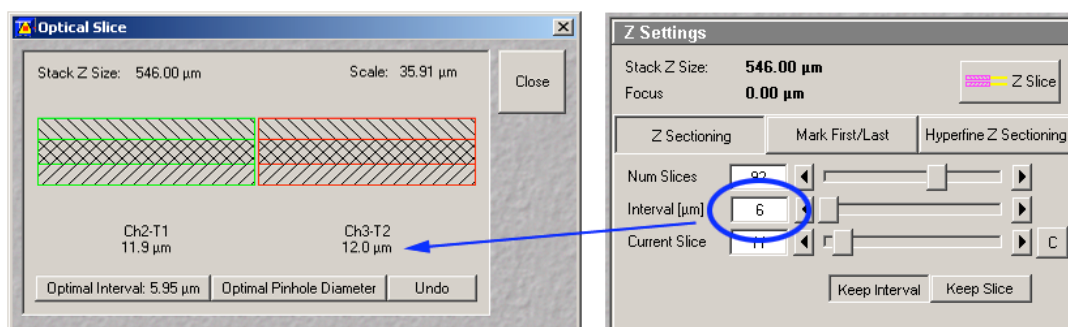 Optical Slice
Stack Z Size: 546.00 µm Scale: 35.91 µm
Close
Ch2-T1 Ch3-T2
11.9 µm 12.0 µm
Optimal Interval: 5.95 µm Optimal Pinhole Diameter Undo
Z Settings
Stack Z Size: 546.00 µm
Focus 0.00 µm
Z Slice
Z Sectioning Mark First/Last Hyperfine Z Sectioning
Num Slices 92
Interval [µm] 6
Current Slice 11
C
Keep Interval Keep Slice